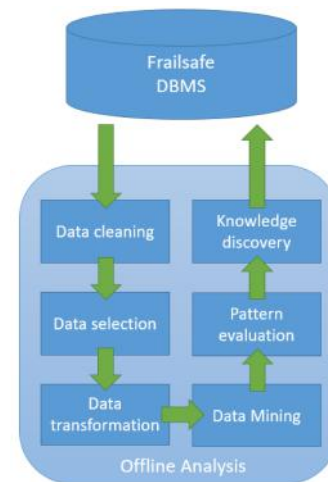 Frailsafe
DBMS
Data cleaning
Knowledge
discovery
Data selection
Pattern
evaluation
Data
transformation
Data Mining
Offline Analysis